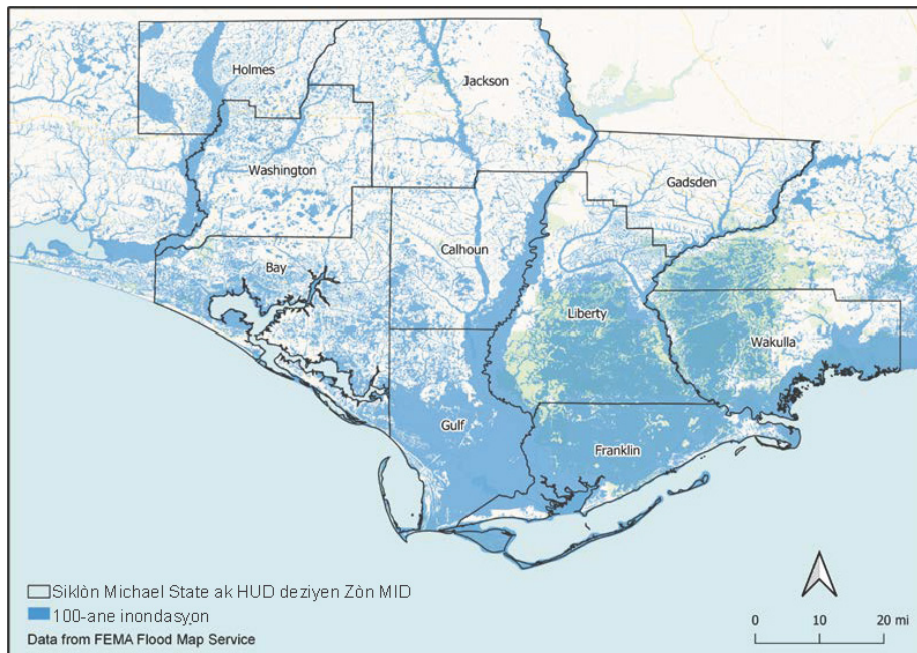 Holmes
Jackson
Washington
Gadsden
Calhoun
Bay
Liberty
Wakulla
Gulf
Franklin
Siklòn Michael State ak HUD deziyen Zòn MID
100-ane inondasyon
Data from FEMA Flood Map Service
0 10 20 mi